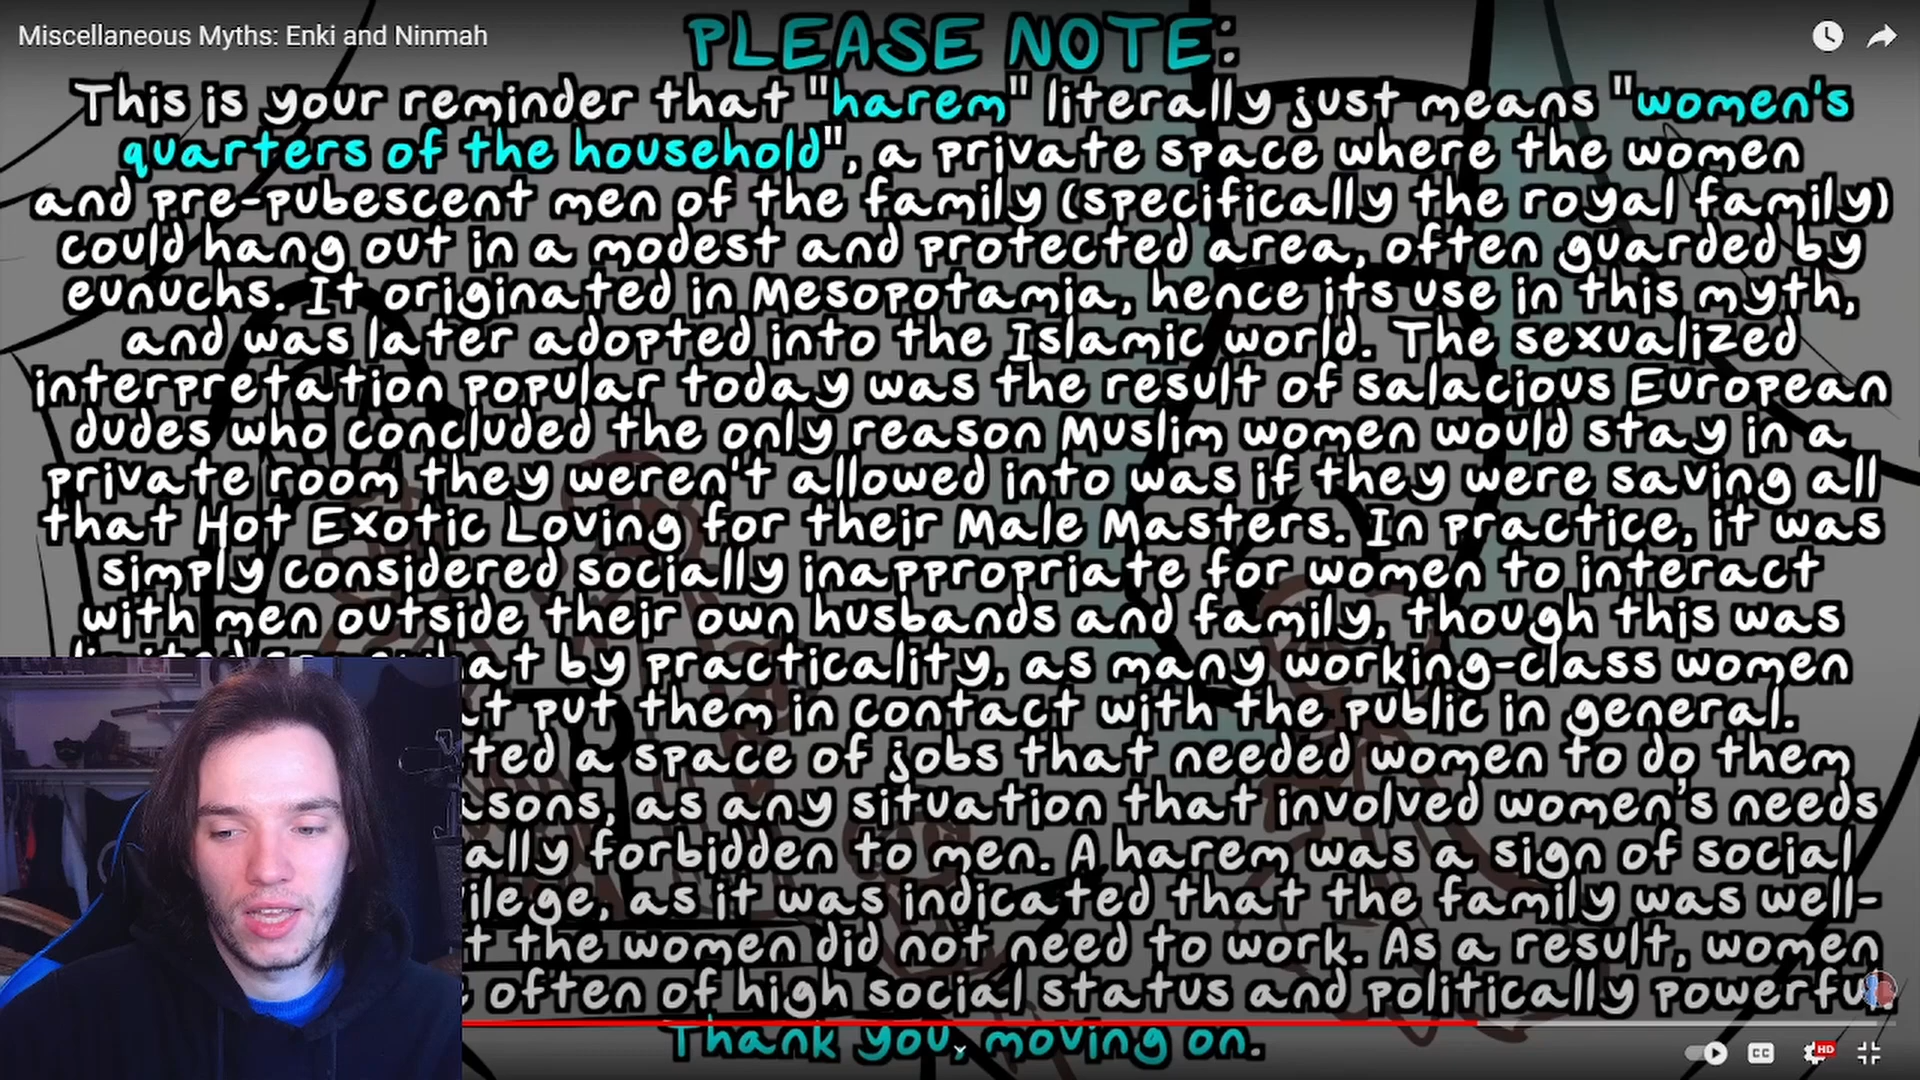 Miscellaneous Myths: Enki and Ninmah
PLEASE NOTE:
This is your reminder that "harem" literally just means "women's
quarters of the household", a private space where the women
and pre-pubescent men of the family (specifically the royal family)
could hang out in a modest and protected area, often guarded by
eunuchs. It originated in Mesopotamia, hence its use in this myth,
and was later adopted into the Islamic world. The sexualized
interpretation popular today was the result of salacious European
dudes who concluded the only reason Muslim women would stay in a
private room they weren't allowed into was if they were saving all
that Hot Exotic Loving for their Male Masters. In practice, it was
simply considered socially inappropriate for women to interact
with men outside their own husbands and family, though this was
by practicality, as many working-class women
put them in contact with the public in general.
a space of jobs that needed women to do them
as any situation that involved women's needs
forbidden to men. A harem was a sign of social
as it was indicated that the family was well-
the women did not need to work. As a result, women
often of high social status and politically powerful.
Thank you, moving on.
CC
HD